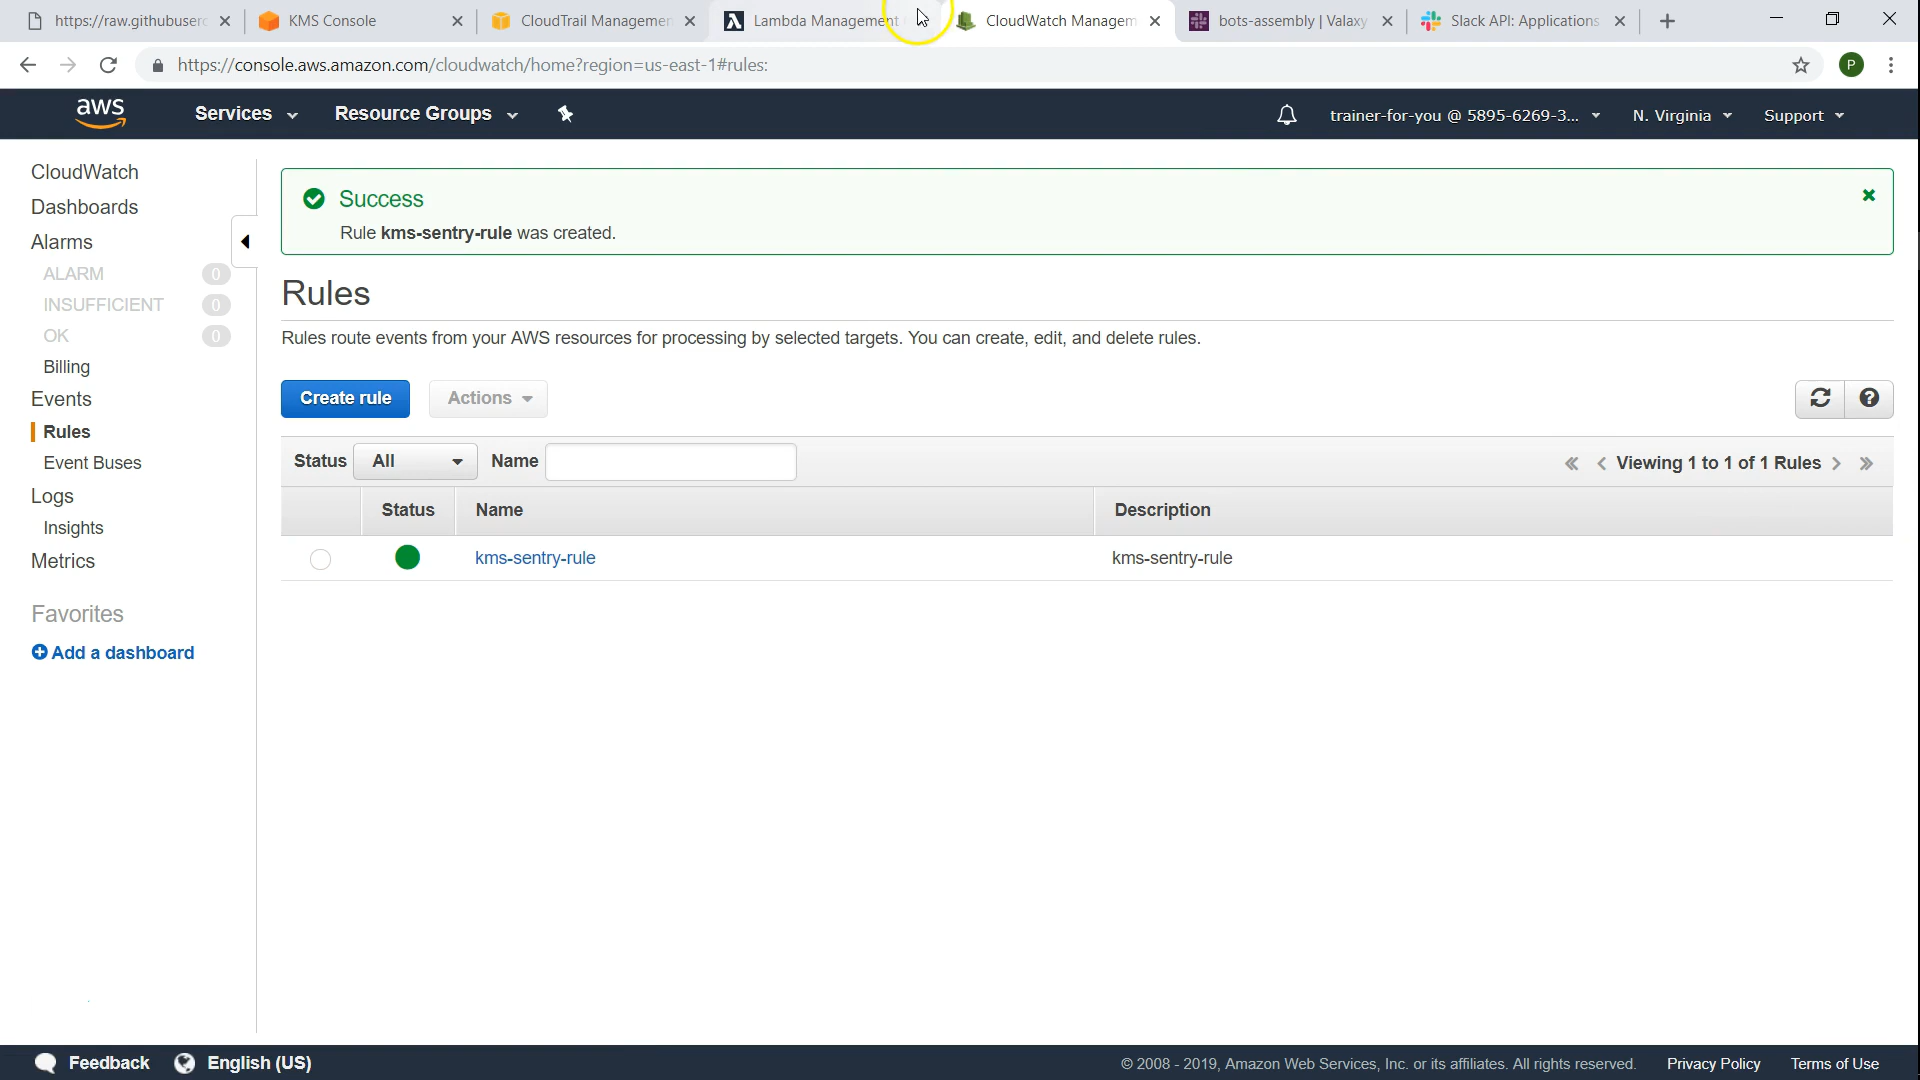 https://raw.githubuserc
KMS Console
CloudTrail Managemen
Lambda Management
CloudWatch Managem
bots-assembly | Valaxy
Slack API: Applications
https://console.aws.amazon.com/cloudwatch/home?region=us-east-1#rules:
P
aws
Services
Resource Groups
trainer-for-you @ 5895-6269-3...
N. Virginia
Support
CloudWatch
Dashboards
Alarms
ALARM 0
INSUFFICIENT 0
OK 0
Billing
Events
Rules
Event Buses
Logs
Insights
Metrics
Favorites
Add a dashboard
Success
Rule kms-sentry-rule was created.
Rules
Rules route events from your AWS resources for processing by selected targets. You can create, edit, and delete rules.
Create rule
Actions
Status All Name
« ‹ Viewing 1 to 1 of 1 Rules › »
Status Name Description
kms-sentry-rule kms-sentry-rule
Feedback
English (US)
© 2008 - 2019, Amazon Web Services, Inc. or its affiliates. All rights reserved.
Privacy Policy
Terms of Use